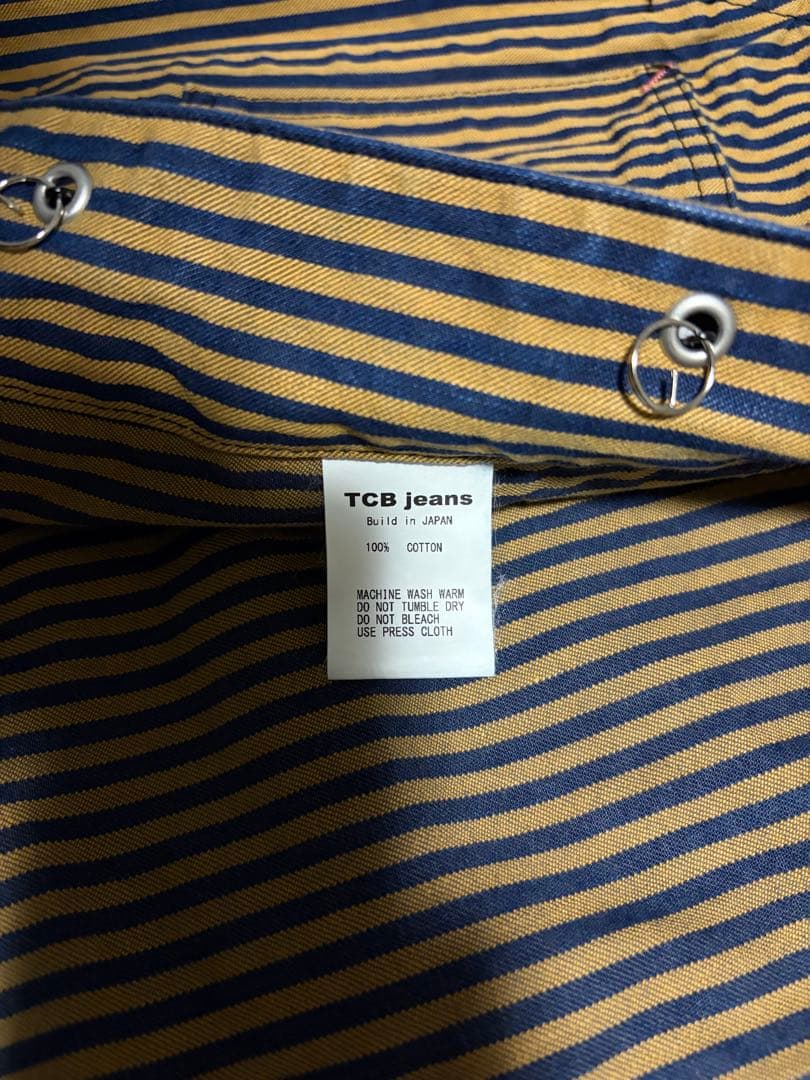 TCB jeans
Build in JAPAN
100% COTTON
MACHINE WASH WARM
DO NOT TUMBLE DRY
DO NOT BLEACH
USE PRESS CLOTH